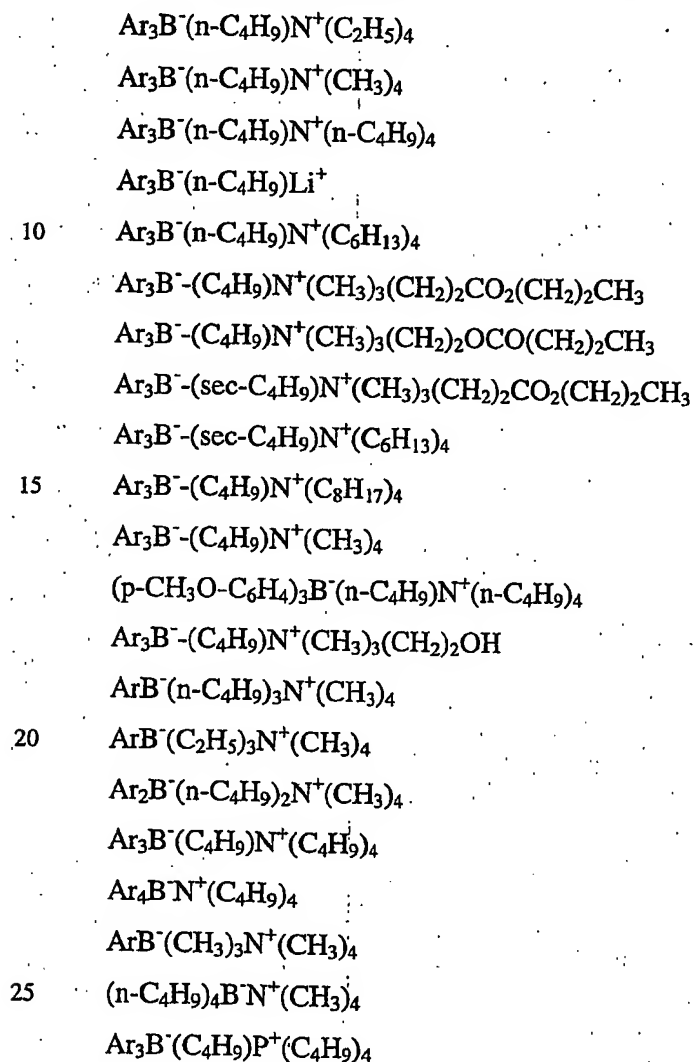 Ar₃B⁻(n-C₄H₉)N⁺(C₂H₅)₄
Ar₃B⁻(n-C₄H₉)N⁺(CH₃)₄
Ar₃B⁻(n-C₄H₉)N⁺(n-C₄H₉)₄
Ar₃B⁻(n-C₄H₉)Li⁺
10 Ar₃B⁻(n-C₄H₉)N⁺(C₆H₁₃)₄
Ar₃B⁻-(C₄H₉)N⁺(CH₃)₃(CH₂)₂CO₂(CH₂)₂CH₃
Ar₃B⁻-(C₄H₉)N⁺(CH₃)₃(CH₂)₂OCO(CH₂)₂CH₃
Ar₃B⁻-(sec-C₄H₉)N⁺(CH₃)₃(CH₂)₂CO₂(CH₂)₂CH₃
Ar₃B⁻-(sec-C₄H₉)N⁺(C₆H₁₃)₄
15 Ar₃B⁻-(C₄H₉)N⁺(C₈H₁₇)₄
Ar₃B⁻-(C₄H₉)N⁺(CH₃)₄
(p-CH₃O-C₆H₄)₃B⁻(n-C₄H₉)N⁺(n-C₄H₉)₄
Ar₃B⁻-(C₄H₉)N⁺(CH₃)₃(CH₂)₂OH
ArB⁻(n-C₄H₉)₃N⁺(CH₃)₄
20 ArB⁻(C₂H₅)₃N⁺(CH₃)₄
Ar₂B⁻(n-C₄H₉)₂N⁺(CH₃)₄
Ar₃B⁻(C₄H₉)N⁺(C₄H₉)₄
Ar₄B⁻N⁺(C₄H₉)₄
ArB⁻(CH₃)₃N⁺(CH₃)₄
25 (n-C₄H₉)₄B⁻N⁺(CH₃)₄
Ar₃B⁻(C₄H₉)P⁺(C₄H₉)₄